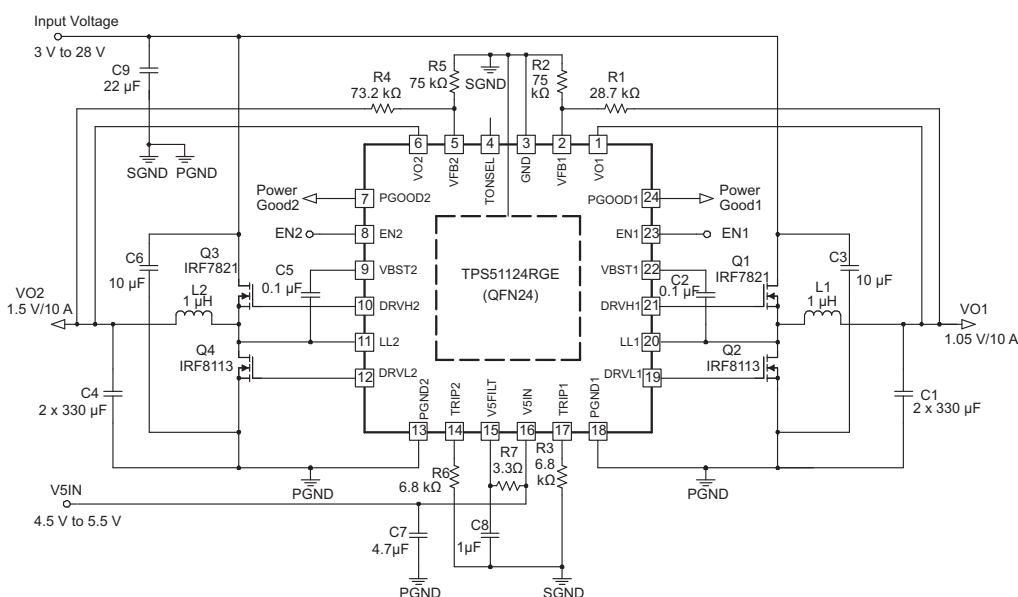 Input Voltage
3 V to 28 V
C9
22 µF
SGND
PGND
R4
73.2 kΩ
R5
75 kΩ
SGND
R2
75
kΩ
R1
28.7 kΩ
6
5
4
3
2
1
VO2
VFB2
TONSEL
GND
VFB1
VO1
Power
Good2
7
PGOOD2
PGOOD1
24
Power
Good1
EN2
8
EN2
EN1
23
EN1
C6
10 µF
Q3
IRF7821
C5
0.1 µF
9
VBST2
TPS51124RGE
(QFN24)
VBST1
22
C2
0.1 µF
Q1
IRF7821
C3
10 µF
VO2
1.5 V/10 A
L2
1 µH
10
DRVH2
DRVH1
21
L1
1 µH
VO1
1.05 V/10 A
11
LL2
LL1
20
Q4
IRF8113
12
DRVL2
DRVL1
19
Q2
IRF8113
C4
2 x 330 µF
C1
2 x 330 µF
PGND2
TRIP2
V5FILT
V5IN
TRIP1
PGND1
13
14
15
16
17
18
PGND
R6
6.8 kΩ
R7
3.3Ω
R3
6.8
kΩ
PGND
V5IN
4.5 V to 5.5 V
C7
4.7µF
C8
1µF
PGND
SGND